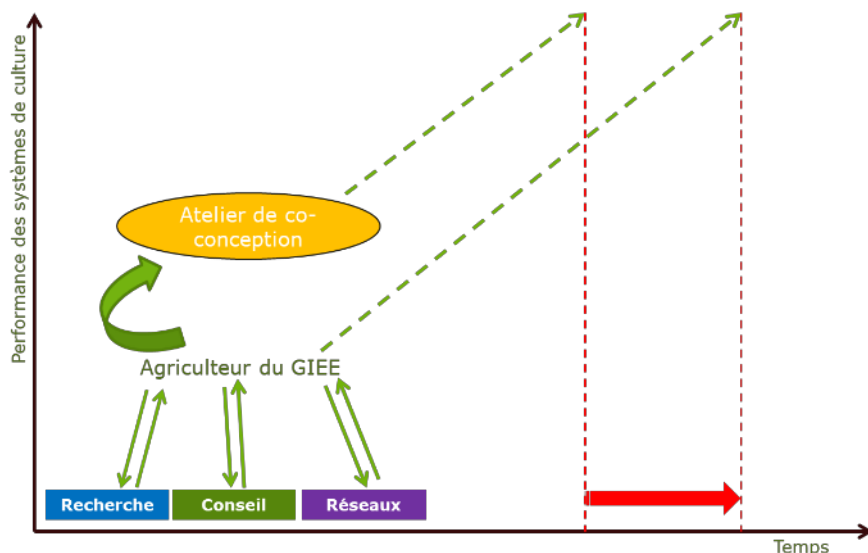 Performance des systèmes de culture
Atelier de co-
conception
Agriculteur du GIEE
Recherche
Conseil
Réseaux
Temps